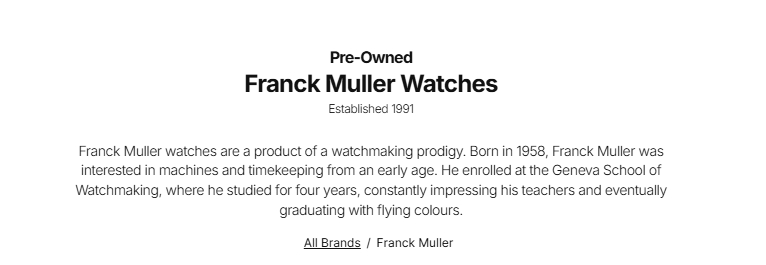 Pre-Owned
Franck Muller Watches
Established 1991
Franck Muller watches are a product of a watchmaking prodigy. Born in 1958, Franck Muller was
interested in machines and timekeeping from an early age. He enrolled at the Geneva School of
Watchmaking, where he studied for four years, constantly impressing his teachers and eventually
graduating with flying colours.
All Brands / Franck Muller